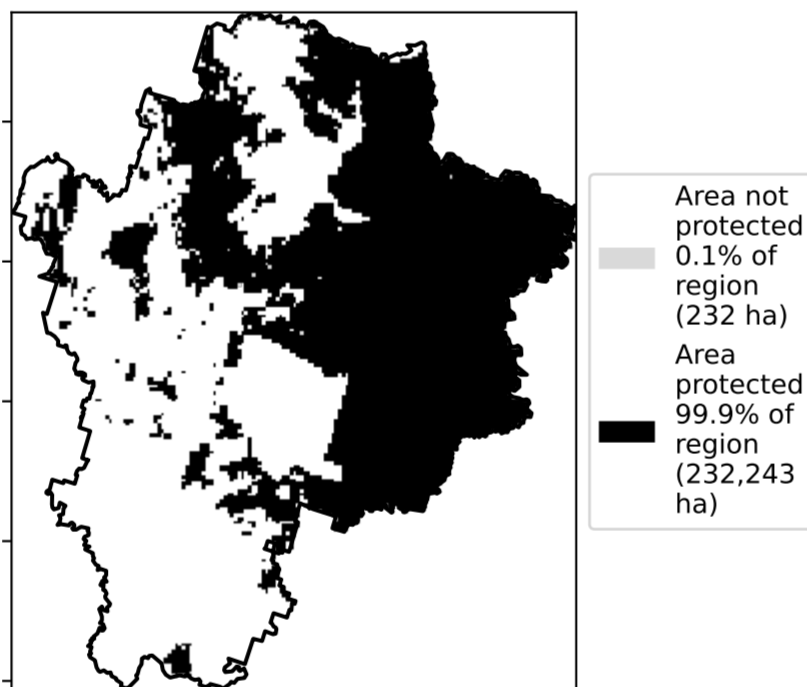 Area not
protected
0.1% of
region
(232 ha)
Area
protected
99.9% of
region
(232,243
ha)